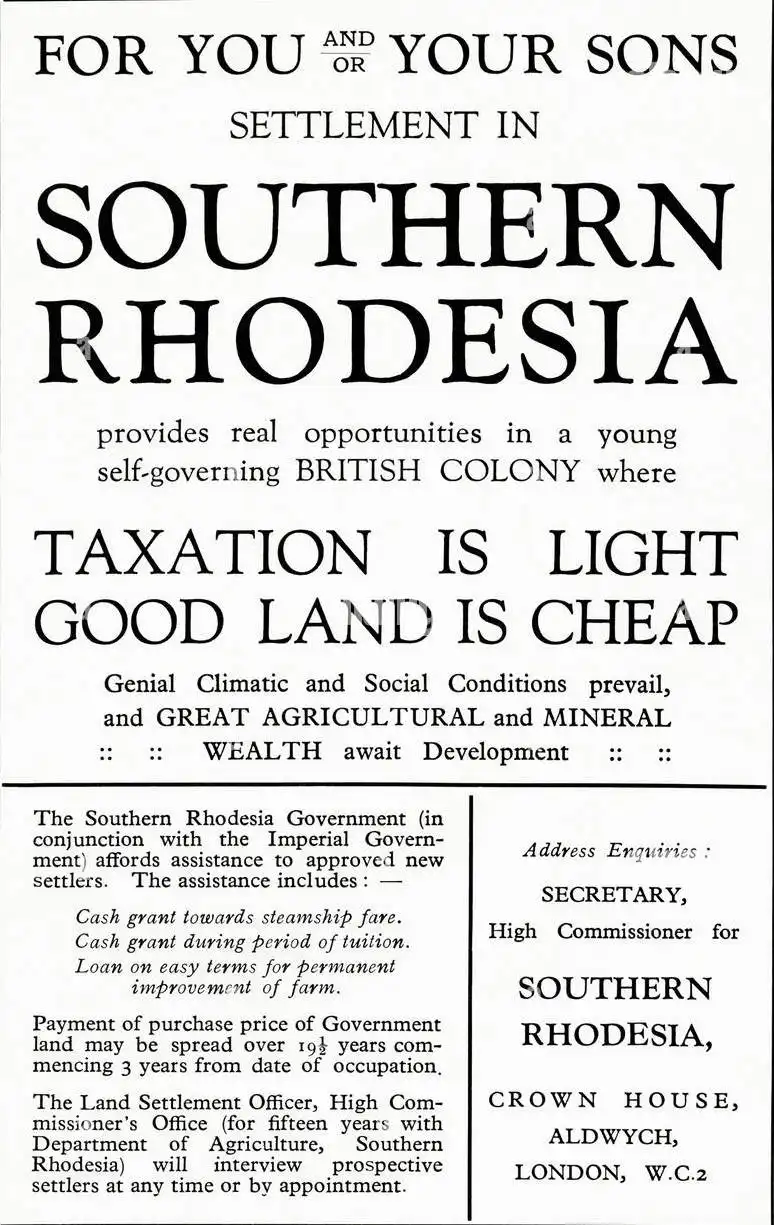 FOR YOU AND OR YOUR SONS
SETTLEMENT IN
SOUTHERN
RHODESIA
provides real opportunities in a young
self-governing BRITISH COLONY where
TAXATION IS LIGHT
GOOD LAND IS CHEAP
Genial Climatic and Social Conditions prevail,
and GREAT AGRICULTURAL and MINERAL
:: :: WEALTH await Development :: ::
The Southern Rhodesia Government (in
conjunction with the Imperial Govern-
ment) affords assistance to approved new
settlers. The assistance includes : —
Cash grant towards steamship fare.
Cash grant during period of tuition.
Loan on easy terms for permanent
improvement of farm.
Payment of purchase price of Government
land may be spread over 19½ years com-
mencing 3 years from date of occupation.
The Land Settlement Officer, High Com-
missioner's Office (for fifteen years with
Department of Agriculture, Southern
Rhodesia) will interview prospective
settlers at any time or by appointment.
Address Enquiries :
SECRETARY,
High Commissioner for
SOUTHERN
RHODESIA,
CROWN HOUSE,
ALDWYCH,
LONDON, W.C.2